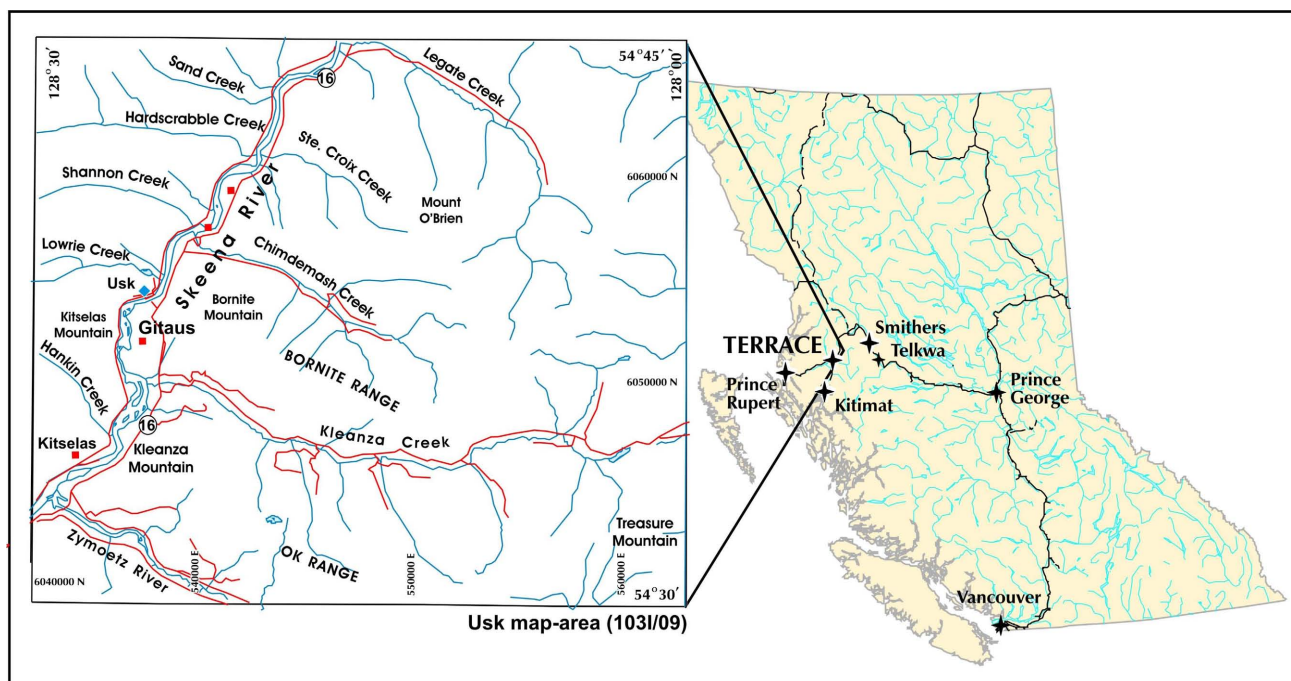 128°30'
Sand Creek
16
Legate Creek
54°45'
128°00'
Hardscrabble Creek
Ste. Croix Creek
Shannon Creek
6060000 N
Mount
O'Brien
Skeena River
Lowrie Creek
Chimdemash Creek
Usk
Bornite
Mountain
Kitselas
Mountain
Gitaus
Hankin Creek
BORNITE RANGE
6050000 N
16
Kleanza Creek
Kitselas
Kleanza
Mountain
Treasure
Mountain
Zymoetz River
OK RANGE
6040000 N
540000 E
550000 E
560000 E
54°30'
Usk map-area (103I/09)
Smithers
TERRACE
Telkwa
Prince
Rupert
Kitimat
Prince
George
Vancouver